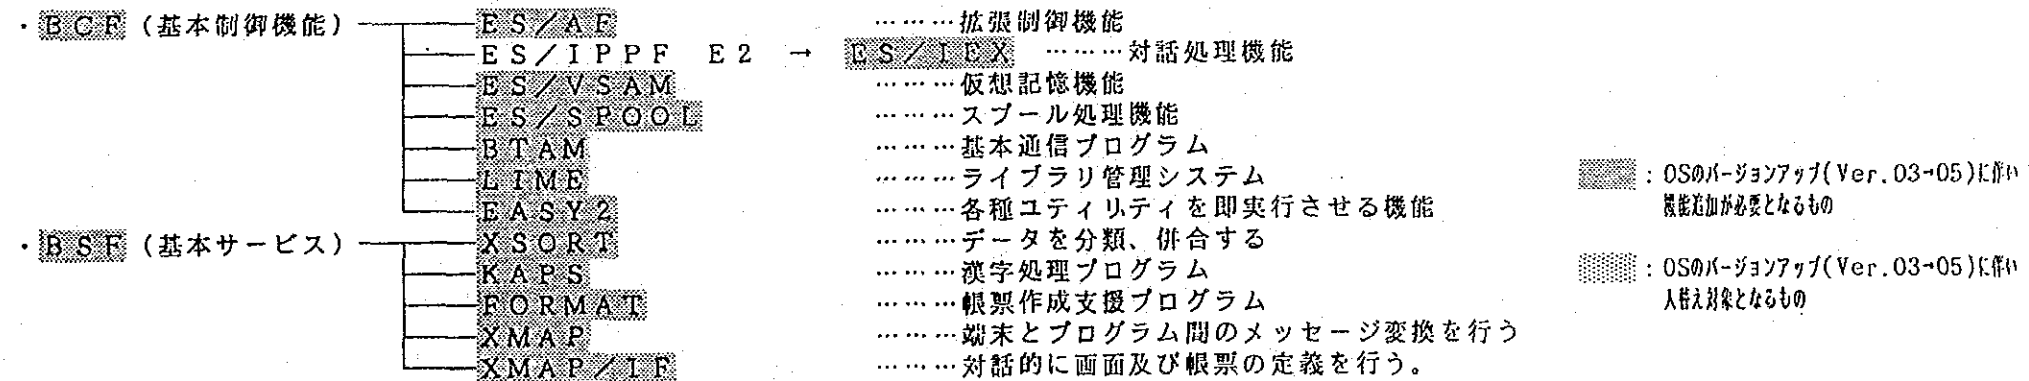 ・BCF（基本制御機能） ES／AF ………拡張制御機能
ES／IPPF E2 → ES／IEX ………対話処理機能
ES／VSAM ………仮想記憶機能
ES／SPOOL ………スプール処理機能
BTAM ………基本通信プログラム
LIME ………ライブラリ管理システム
EASY2 ………各種ユティリティを即実行させる機能
・BSF（基本サービス） XSORT ………データを分類、併合する
KAPS ………漢字処理プログラム
FORMAT ………帳票作成支援プログラム
XMAP ………端末とプログラム間のメッセージ変換を行う
XMAP／IF ………対話的に画面及び帳票の定義を行う。
：OSのバージョンアップ(Ver.03→05)に伴い
機能追加が必要となるもの
：OSのバージョンアップ(Ver.03→05)に伴い
入替え対象となるもの